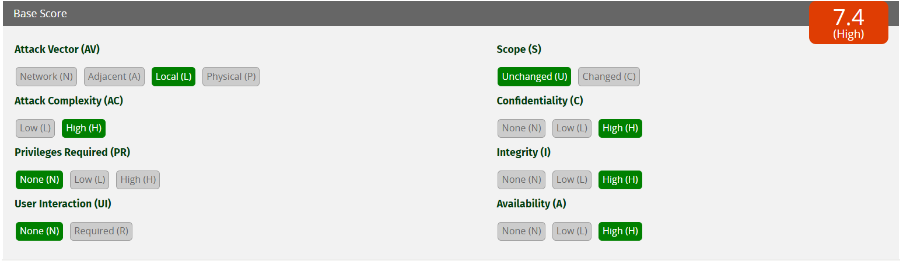 Base Score
7.4
(High)
Attack Vector (AV)
Network (N) Adjacent (A) Local (L) Physical (P)
Attack Complexity (AC)
Low (L) High (H)
Privileges Required (PR)
None (N) Low (L) High (H)
User Interaction (UI)
None (N) Required (R)
Scope (S)
Unchanged (U) Changed (C)
Confidentiality (C)
None (N) Low (L) High (H)
Integrity (I)
None (N) Low (L) High (H)
Availability (A)
None (N) Low (L) High (H)